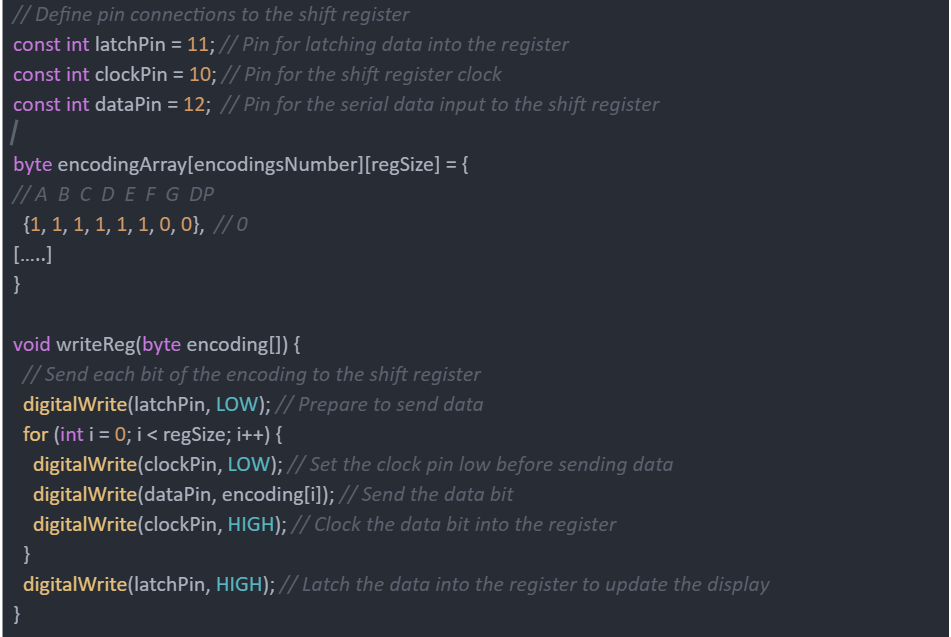 // Define pin connections to the shift register
const int latchPin = 11; // Pin for latching data into the register
const int clockPin = 10; // Pin for the shift register clock
const int dataPin = 12;  // Pin for the serial data input to the shift register
/
byte encodingArray[encodingsNumber][regSize] = {
// A  B  C  D  E  F  G  DP
  {1, 1, 1, 1, 1, 1, 0, 0},  // 0
[.....]
}
void writeReg(byte encoding[]) {
  // Send each bit of the encoding to the shift register
  digitalWrite(latchPin, LOW); // Prepare to send data
  for (int i = 0; i < regSize; i++) {
    digitalWrite(clockPin, LOW); // Set the clock pin low before sending data
    digitalWrite(dataPin, encoding[i]); // Send the data bit
    digitalWrite(clockPin, HIGH); // Clock the data bit into the register
  }
  digitalWrite(latchPin, HIGH); // Latch the data into the register to update the display
}